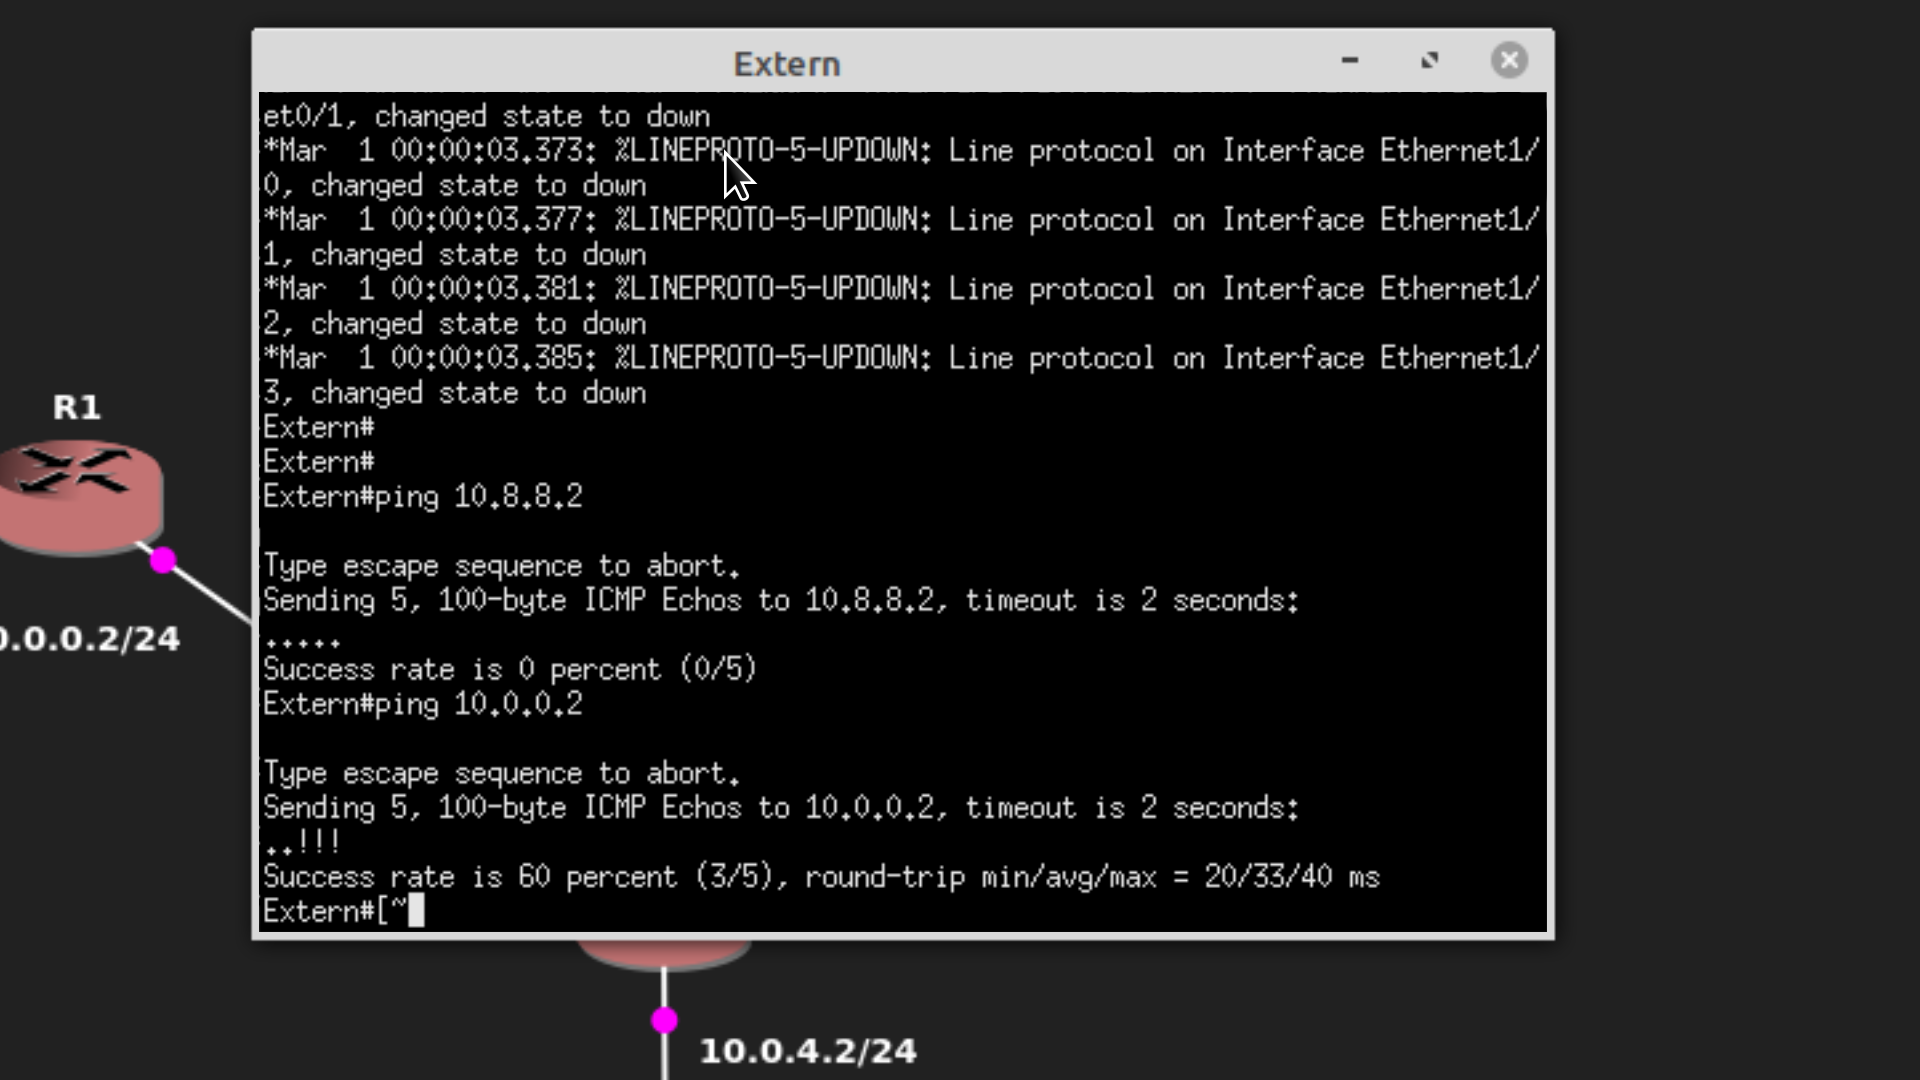 Extern
et0/1, changed state to down
*Mar  1 00:00:03.373: %LINEPROTO-5-UPDOWN: Line protocol on Interface Ethernet1/
0, changed state to down
*Mar  1 00:00:03.377: %LINEPROTO-5-UPDOWN: Line protocol on Interface Ethernet1/
1, changed state to down
*Mar  1 00:00:03.381: %LINEPROTO-5-UPDOWN: Line protocol on Interface Ethernet1/
2, changed state to down
*Mar  1 00:00:03.385: %LINEPROTO-5-UPDOWN: Line protocol on Interface Ethernet1/
3, changed state to down
Extern#
Extern#
Extern#ping 10.8.8.2
Type escape sequence to abort.
Sending 5, 100-byte ICMP Echos to 10.8.8.2, timeout is 2 seconds:
.....
Success rate is 0 percent (0/5)
Extern#ping 10.0.0.2
Type escape sequence to abort.
Sending 5, 100-byte ICMP Echos to 10.0.0.2, timeout is 2 seconds:
..!!!
Success rate is 60 percent (3/5), round-trip min/avg/max = 20/33/40 ms
Extern#[~
R1
0.0.0.2/24
10.0.4.2/24